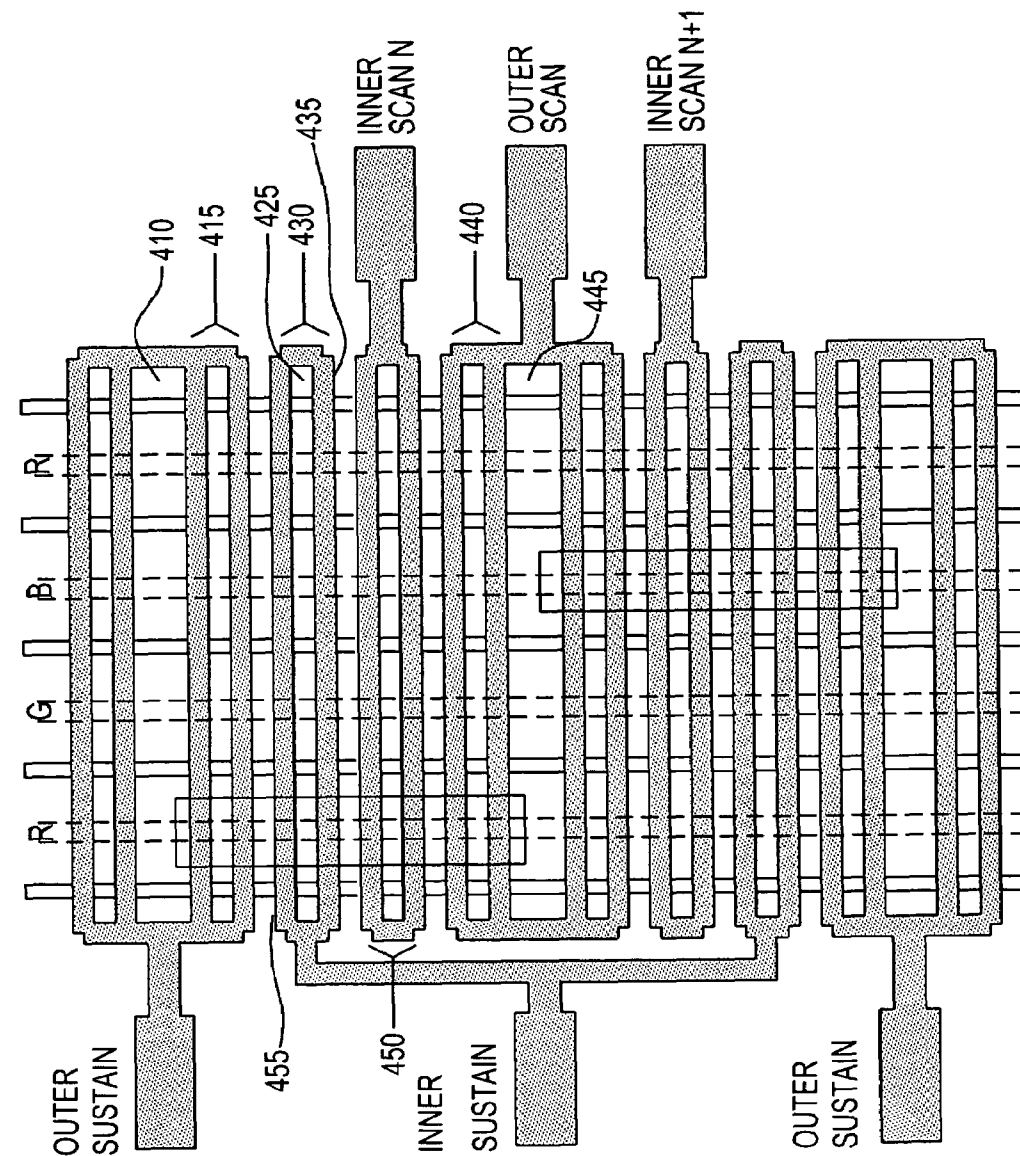 INNER
SCAN N
OUTER
SCAN
INNER
SCAN N+1
410
415
425
430
435
440
445
R
B
G
R
455
450
OUTER
SUSTAIN
INNER
SUSTAIN
OUTER
SUSTAIN